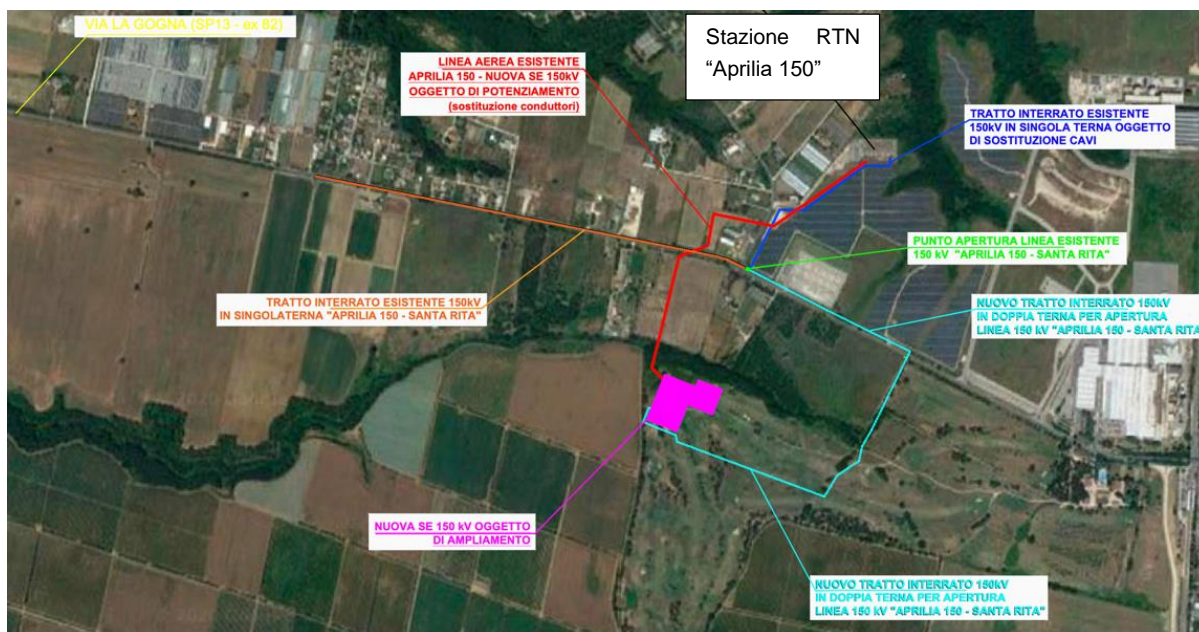 VIA LA GOGNA (SP13 - ex 82)
Stazione RTN
“Aprilia 150”
LINEA AEREA ESISTENTE
APRILIA 150 - NUOVA SE 150kV
OGGETTO DI POTENZIAMENTO
(sostituzione conduttori)
TRATTO INTERRATO ESISTENTE
150kV IN SINGOLA TERNA OGGETTO
DI SOSTITUZIONE CAVI
PUNTO APERTURA LINEA ESISTENTE
150 kV "APRILIA 150 - SANTA RITA"
TRATTO INTERRATO ESISTENTE 150kV
IN SINGOLATERNA "APRILIA 150 - SANTA RITA"
NUOVO TRATTO INTERRATO 150kV
IN DOPPIA TERNA PER APERTURA
LINEA 150 kV "APRILIA 150 - SANTA RITA"
NUOVA SE 150 kV OGGETTO
DI AMPLIAMENTO
NUOVO TRATTO INTERRATO 150kV
IN DOPPIA TERNA PER APERTURA
LINEA 150 kV "APRILIA 150 - SANTA RITA"